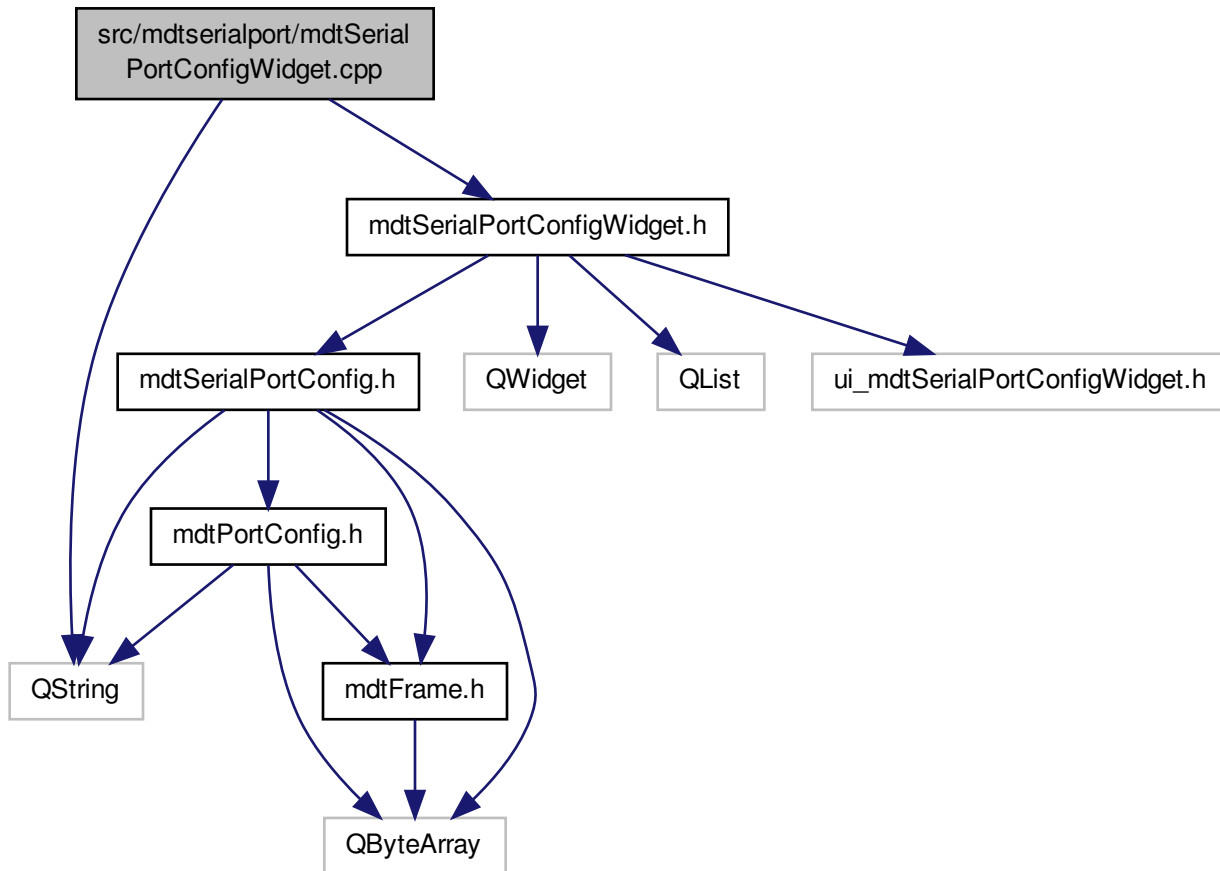 src/mdtserialport/mdtSerial
PortConfigWidget.cpp
mdtSerialPortConfigWidget.h
mdtSerialPortConfig.h
QWidget
QList
ui_mdtSerialPortConfigWidget.h
mdtPortConfig.h
QString
mdtFrame.h
QByteArray